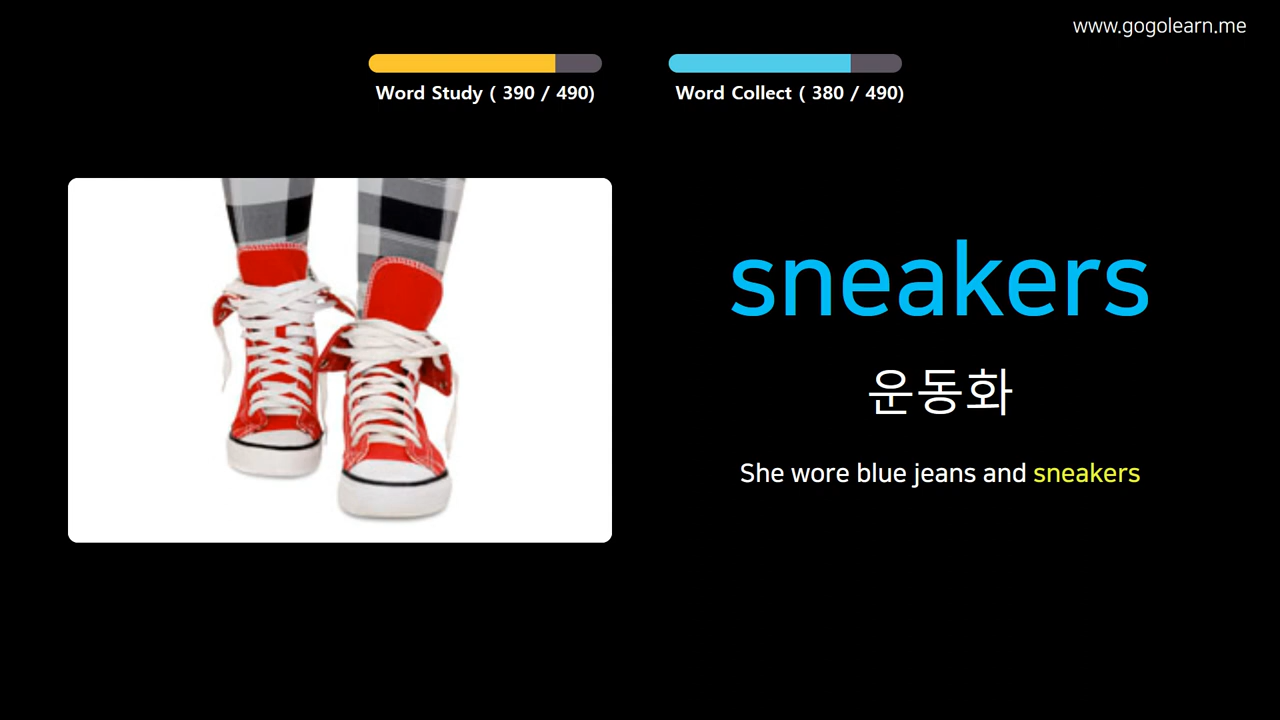 www.gogolearn.me
Word Study ( 390 / 490)
Word Collect ( 380 / 490)
sneakers
운동화
She wore blue jeans and sneakers